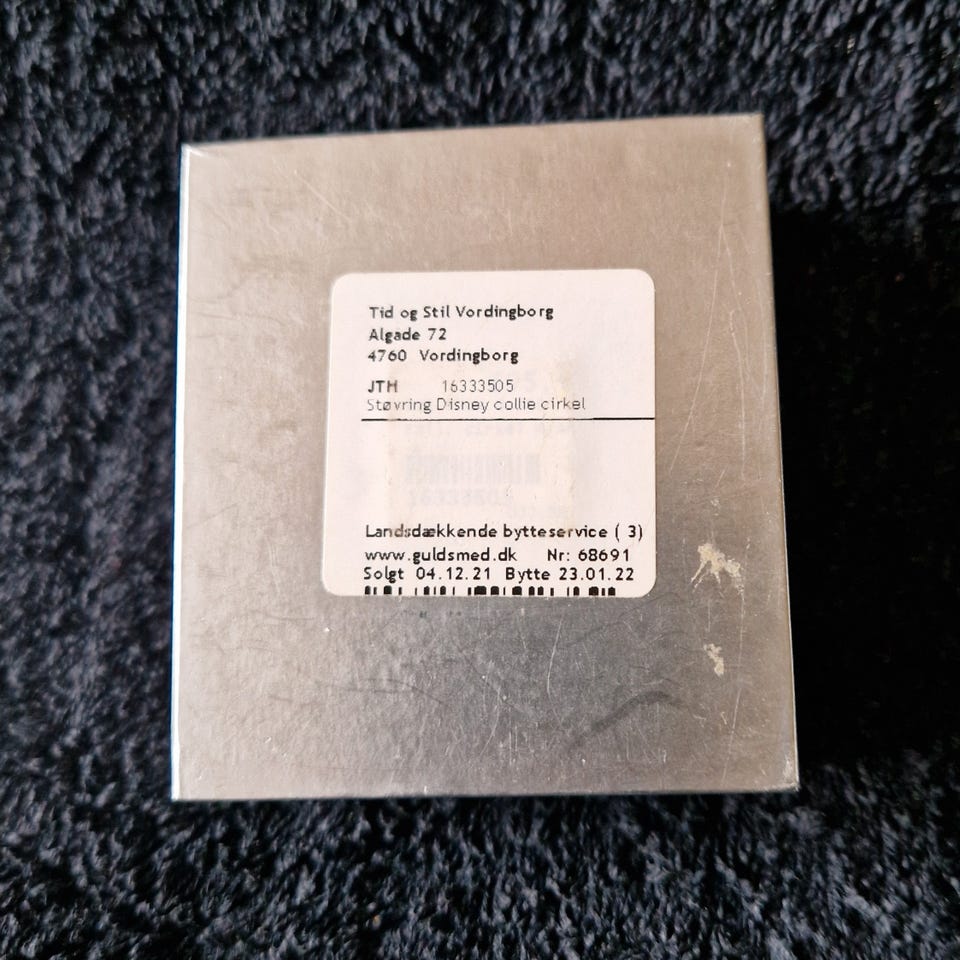 Tid og Stil Vordingborg
Algade 72
4760 Vordingborg
JTH 16333505
Støvring Disney collie cirkel
Landsdækkende bytteservice ( 3)
www.guldsmed.dk Nr: 68691
Solgt 04.12.21 Bytte 23.01.22